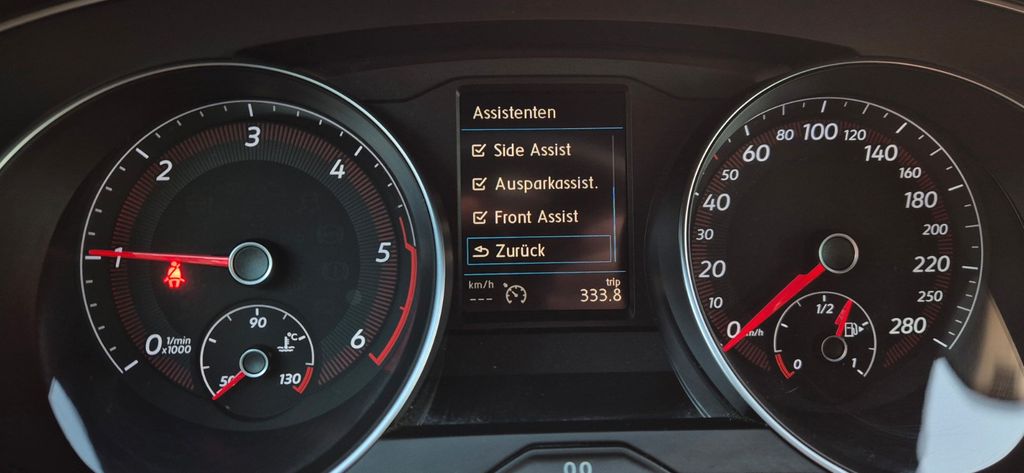 Assistenten
Side Assist
Ausparkassist.
Front Assist
Zurück
km/h
trip
--- 333.8
0 1 2 3 4 5 6
1/min
x1000
50 90 130
°C
0 10 20 30 40 50 60 80 100 120 140 160 180 200 220 250 280
km/h
0 1/2 1